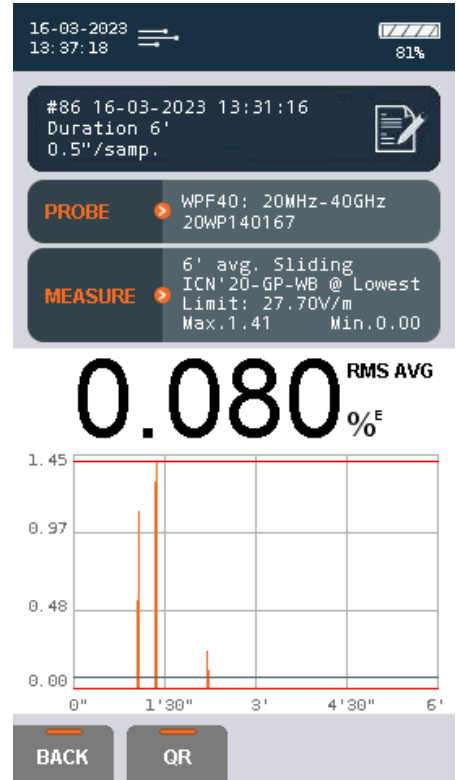 16-03-2023
13:37:18
81%
#86 16-03-2023 13:31:16
Duration 6'
0.5"/samp.
PROBE
WPF40: 20MHz-40GHz
20WP140167
MEASURE
6' avg. Sliding
ICN'20-GP-WB @ Lowest
Limit: 27.70V/m
Max.1.41 Min.0.00
0.080 RMS AVG
%E
1.45
0.97
0.48
0.00
0" 1'30" 3' 4'30" 6'
BACK QR